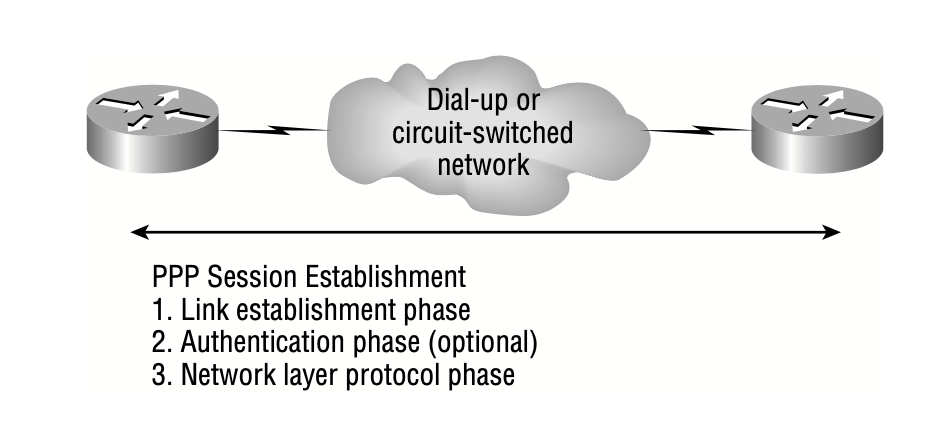 Dial-up or
circuit-switched
network
PPP Session Establishment
1. Link establishment phase
2. Authentication phase (optional)
3. Network layer protocol phase